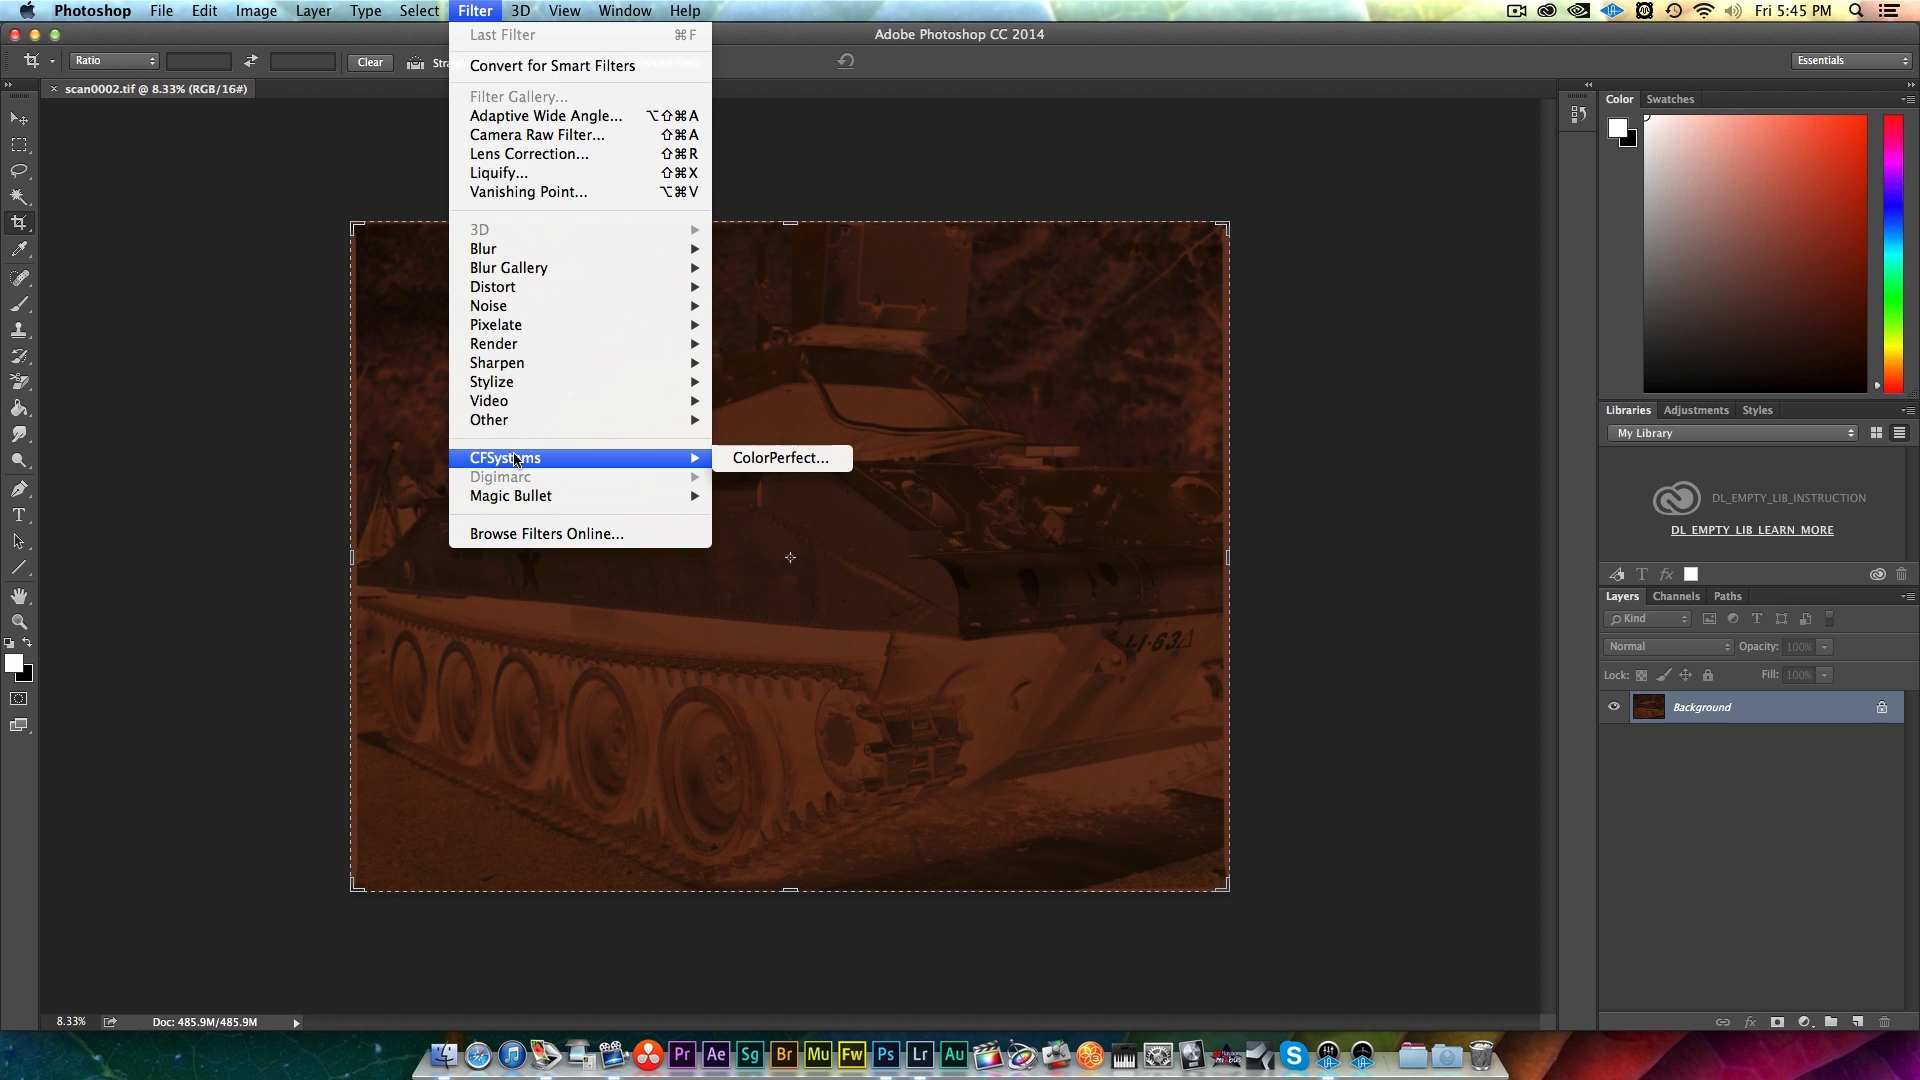 Photoshop File Edit Image Layer Type Select Filter 3D View Window Help Fri 5:45 PM
Adobe Photoshop CC 2014
Ratio Clear Stra Essentials
× scan0002.tif @ 8.33% (RGB/16#)
Last Filter ⌘F
Convert for Smart Filters
Filter Gallery...
Adaptive Wide Angle... ⌥⇧⌘A
Camera Raw Filter... ⇧⌘A
Lens Correction... ⇧⌘R
Liquify... ⇧⌘X
Vanishing Point... ⌥⌘V
3D
Blur
Blur Gallery
Distort
Noise
Pixelate
Render
Sharpen
Stylize
Video
Other
CFSystems
ColorPerfect...
Digimarc
Magic Bullet
Browse Filters Online...
Color Swatches
Libraries Adjustments Styles
My Library
DL_EMPTY_LIB_INSTRUCTION
DL_EMPTY_LIB_LEARN_MORE
T fx
Layers Channels Paths
Kind T
Normal Opacity: 100%
Lock: Fill: 100%
Background
fx
8.33% Doc: 485.9M/485.9M
Pr Ae Sg Br Mu Fw Ps Lr Au S